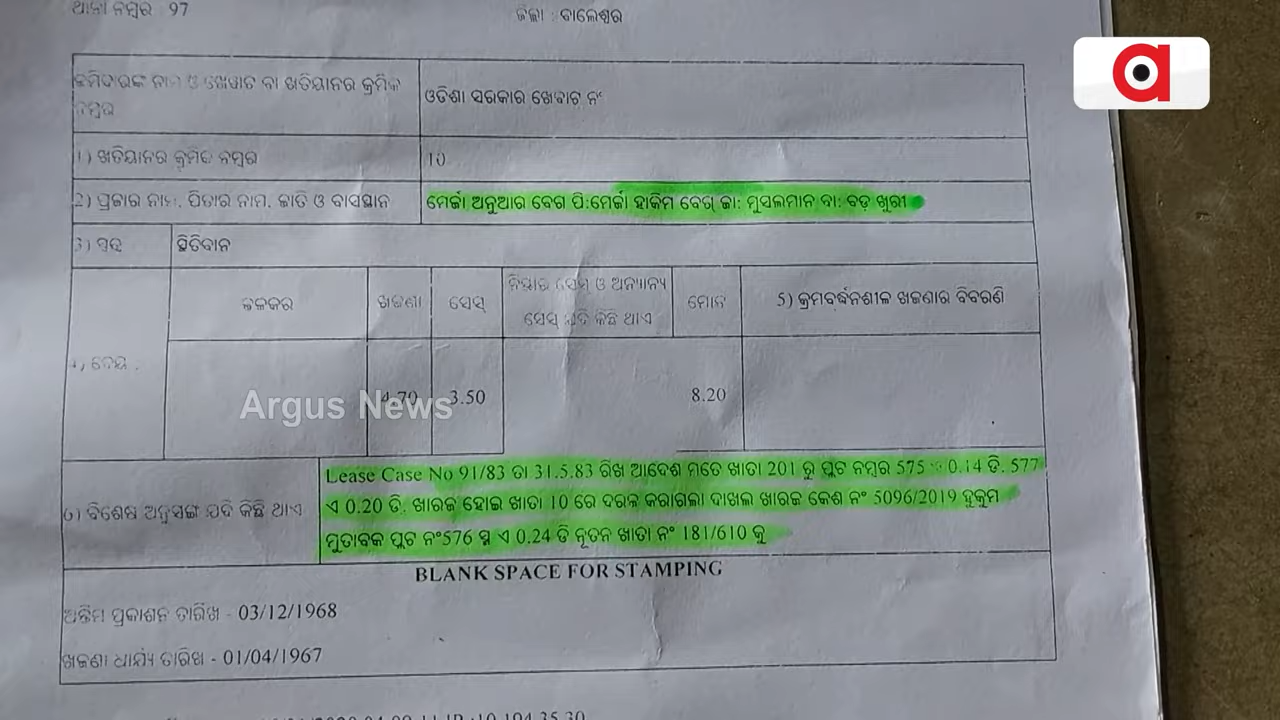 ଥାନା ନମ୍ବର : 97
ଜିଲ୍ଲା : ବାଲେଶ୍ୱର
ଜମିଦାରଙ୍କ ନାମ ଓ ଖେୱାଟ ବା ଖତିୟାନର କ୍ରମିକ
ନମ୍ବର
ଓଡିଶା ସରକାର ଖେବାଟ୍ ନଂ
1) ଖତିୟାନର କ୍ରମିକ ନମ୍ବର
10
2) ପ୍ରଜାର ନାମ, ପିତାର ନାମ, ଜାତି ଓ ବାସସ୍ଥାନ
ମେର୍ଜା ଅନୁଆର ବେଗ ପି:ମେର୍ଜା ହାକିମ ବେଗ୍ ଜା: ମୁସଲମାନ ବା: ବଡ଼ ଖୁରୀ
3) ସ୍ୱତ୍ୱ
ସ୍ଥିତିବାନ
4) ଦେୟ :
ଜଳକର
ଖଜଣା
ସେସ୍
ନିସ୍ତାର ସେସ୍ ଓ ଅନ୍ୟାନ୍ୟ
ସେସ୍ ଯଦି କିଛି ଥାଏ
ମୋଟ
5) କ୍ରମବର୍ଦ୍ଧନଶୀଳ ଖଜଣାର ବିବରଣି
4.70
3.50
8.20
6) ବିଶେଷ ଅନୁସଙ୍ଗ ଯଦି କିଛି ଥାଏ
Lease Case No 91/83 ତା 31.5.83 ରିଖ ଆଦେଶ ମତେ ଖାତା 201 ରୁ ପ୍ଲଟ ନମ୍ବର 575 ଏ 0.14 ଡି. 577
ଏ 0.20 ଡି. ଖାରଜ ହୋଇ ଖାତା 10 ରେ ଦରଜ କରାଗଲା ଦାଖଲ ଖାରଜ କେଶ ନଂ 5096/2019 ହୁକୁମ
ମୁତାବକ ପ୍ଲଟ ନଂ576 ସ୍ନ ଏ 0.24 ଡି ନୂତନ ଖାତା ନଂ 181/610 କୁ
BLANK SPACE FOR STAMPING
ଅନ୍ତିମ ପ୍ରକାଶନ ତାରିଖ - 03/12/1968
ଖଜଣା ଧାର୍ଯ୍ୟ ତାରିଖ - 01/04/1967
Argus News
a